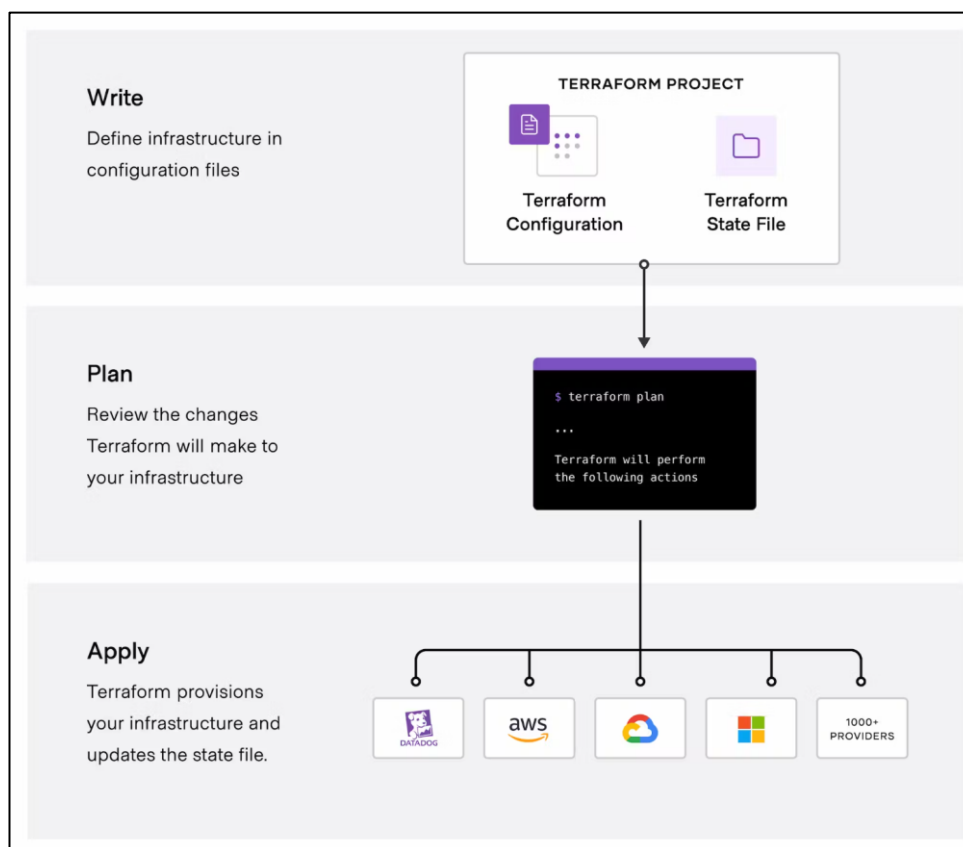 Write
Define infrastructure in
configuration files
TERRAFORM PROJECT
Terraform
Configuration
Terraform
State File
Plan
Review the changes
Terraform will make to
your infrastructure
$ terraform plan
...
Terraform will perform
the following actions
Apply
Terraform provisions
your infrastructure and
updates the state file.
DATADOG
aws
1000+
PROVIDERS